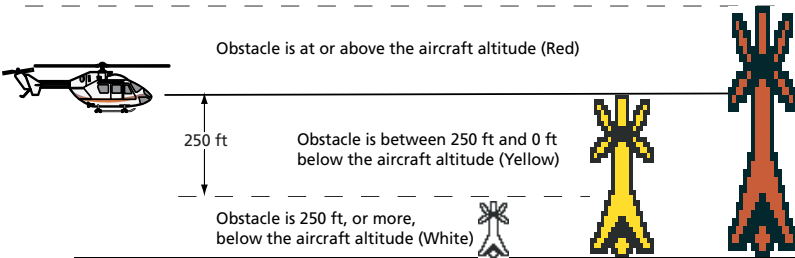 Obstacle is at or above the aircraft altitude (Red)
250 ft
Obstacle is between 250 ft and 0 ft
below the aircraft altitude (Yellow)
Obstacle is 250 ft, or more,
below the aircraft altitude (White)